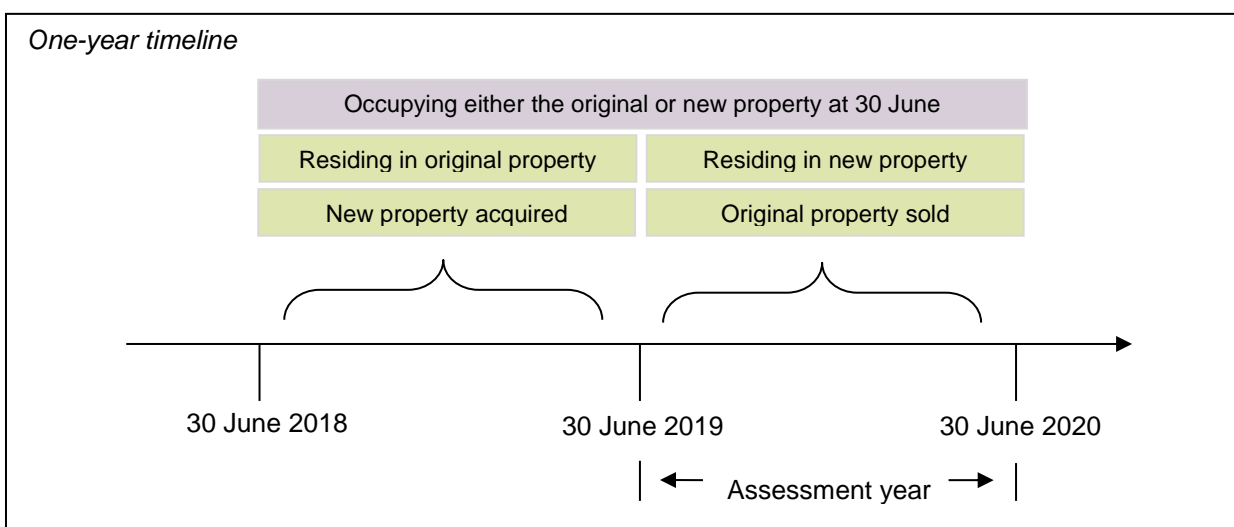 One-year timeline
Occupying either the original or new property at 30 June
Residing in original property
Residing in new property
New property acquired
Original property sold
30 June 2018
30 June 2019
30 June 2020
Assessment year